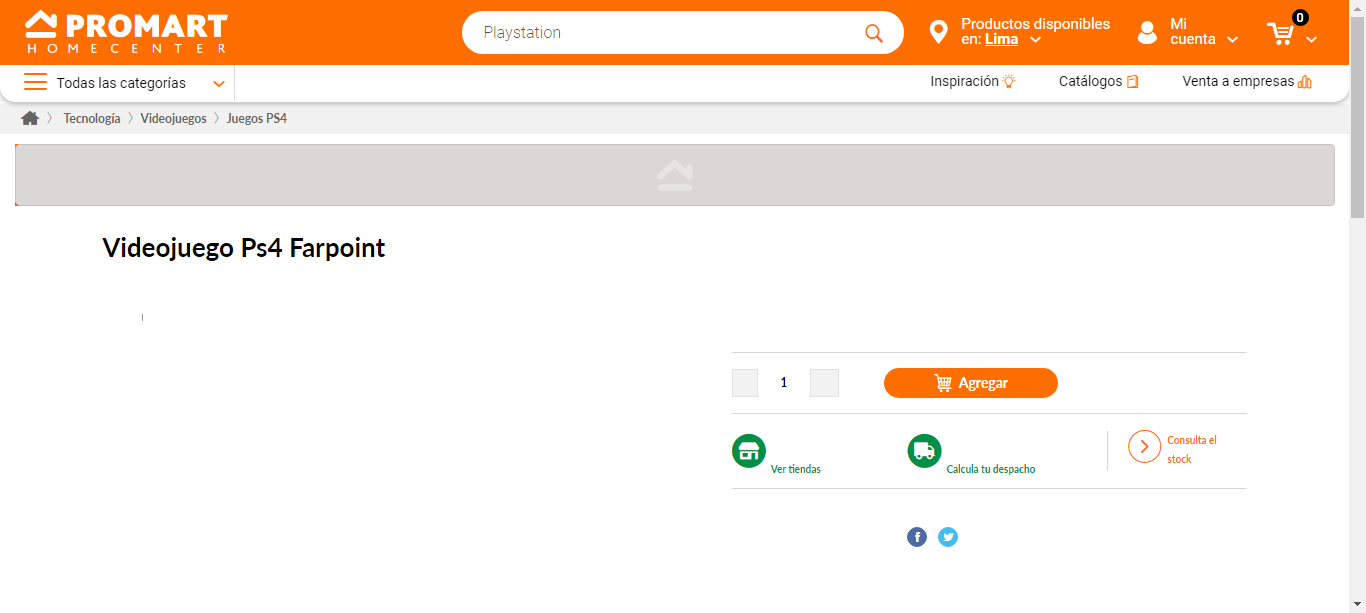 PROMART
HOMECENTER
Playstation
Productos disponibles
en: Lima
Mi
cuenta
0
Todas las categorías
Inspiración
Catálogos
Venta a empresas
Tecnología
Videojuegos
Juegos PS4
Videojuego Ps4 Farpoint
1
Agregar
Ver tiendas
Calcula tu despacho
Consulta el
stock